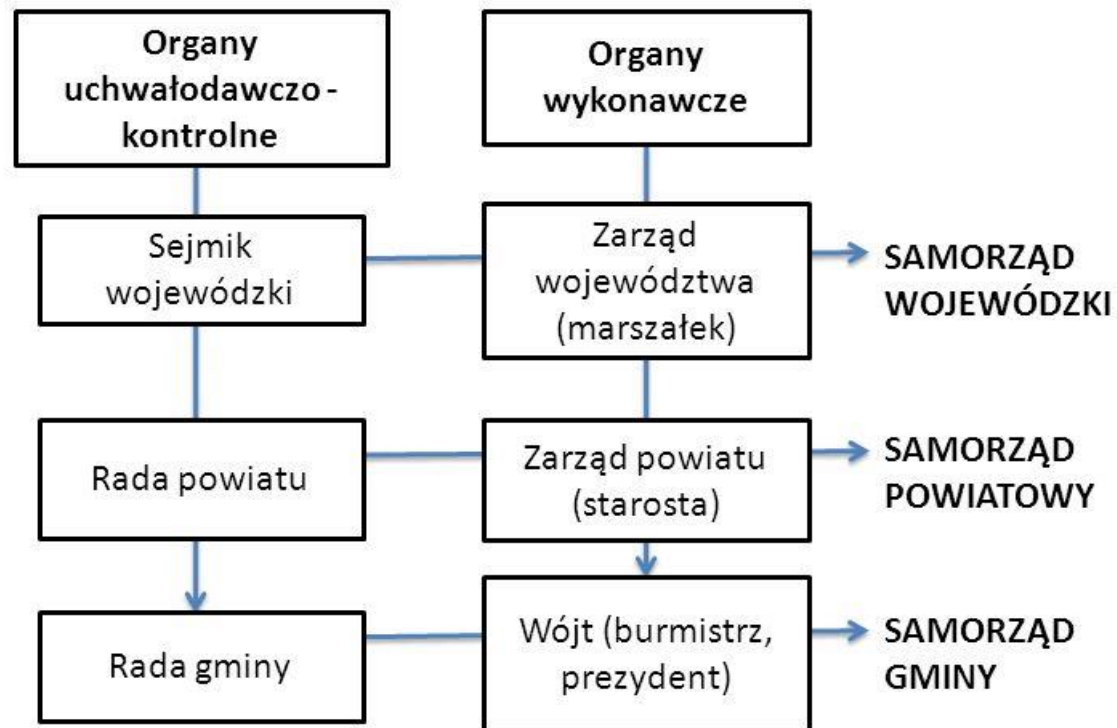 Organy
uchwałodawczo -
kontrolne
Organy
wykonawcze
Sejmik
wojewódzki
Zarząd
województwa
(marszałek)
SAMORZĄD
WOJEWÓDZKI
Rada powiatu
Zarząd powiatu
(starosta)
SAMORZĄD
POWIATOWY
Rada gminy
Wójt (burmistrz,
prezydent)
SAMORZĄD
GMINY